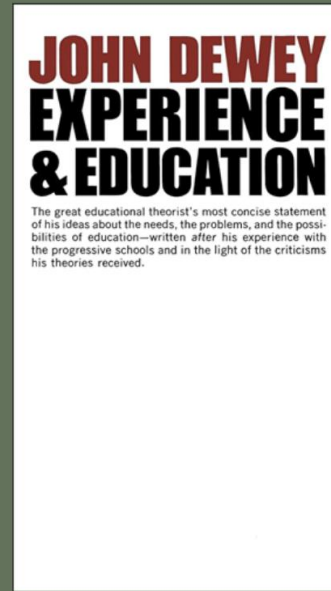 JOHN DEWEY
EXPERIENCE
& EDUCATION
The great educational theorist's most concise statement
of his ideas about the needs, the problems, and the possi-
bilities of education—written after his experience with
the progressive schools and in the light of the criticisms
his theories received.